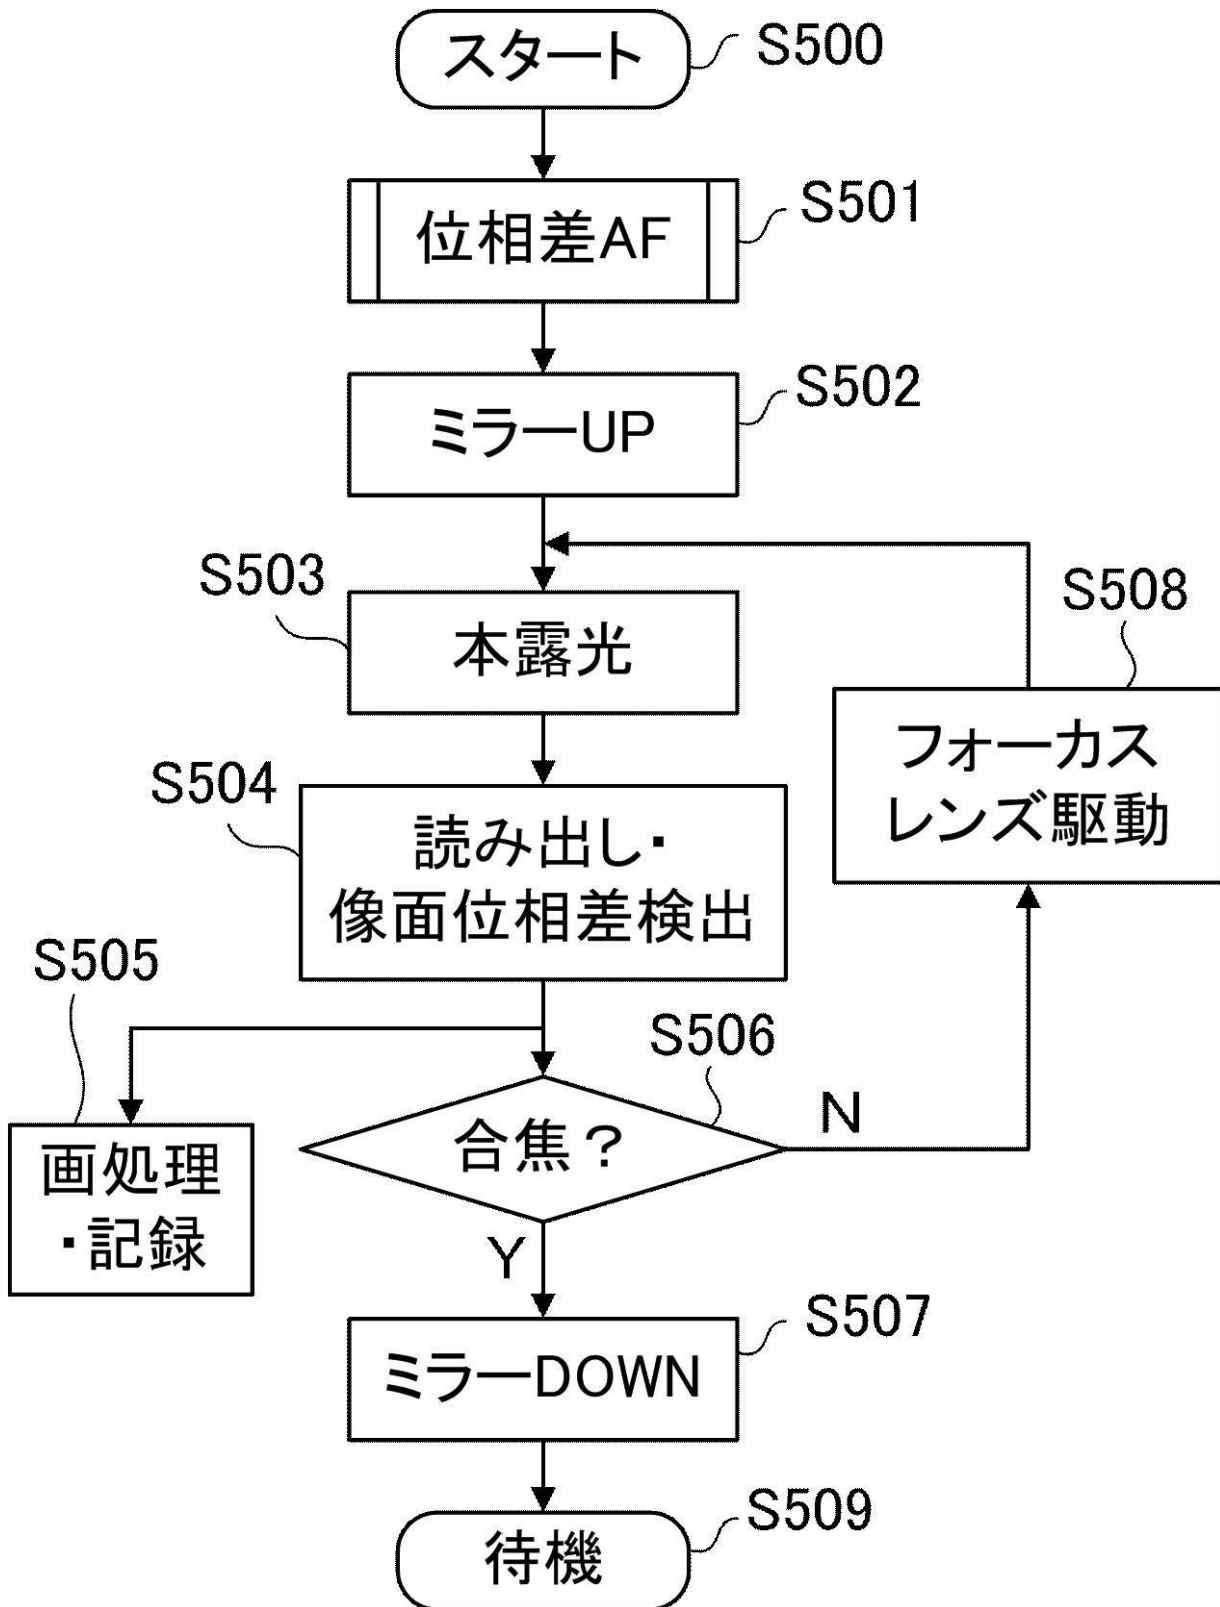 スタート
S500
位相差AF
S501
ミラーUP
S502
S503
本露光
S508
フォーカス
レンズ駆動
S504
読み出し・
像面位相差検出
S505
画処理
・記録
S506
合焦？
N
Y
S507
ミラーDOWN
S509
待機